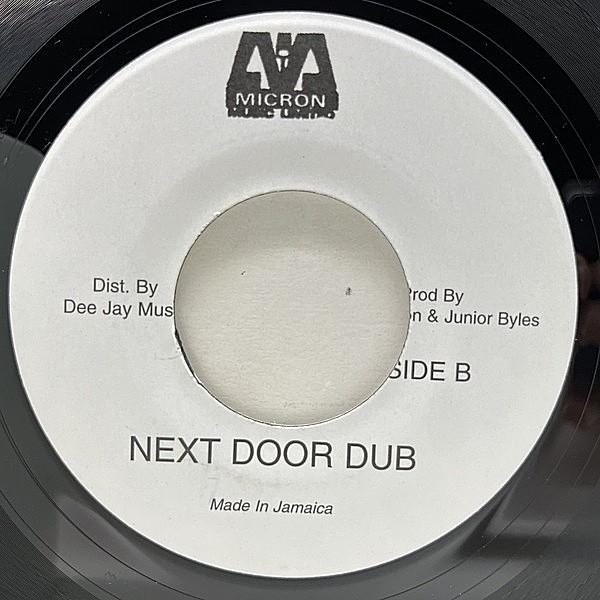 MICRON
MUSIC LIMITED
Dist. By
Dee Jay Mus
Prod By
on & Junior Byles
SIDE B
NEXT DOOR DUB
Made In Jamaica